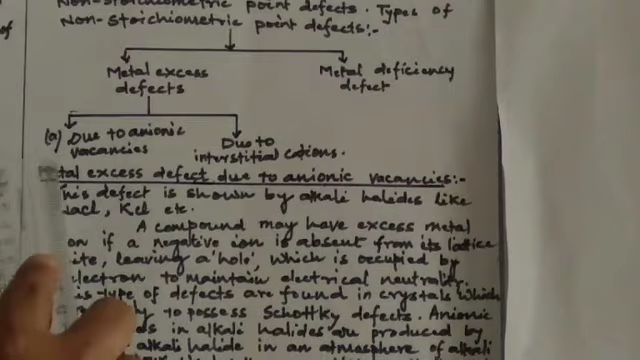 of
Non-stoichiometric point defects. Types of
Non-stoichiometric point defects:-
Metal excess defects
Metal deficiency defect
(a) Due to anionic vacancies
Due to interstitial cations.
tal excess defect due to anionic vacancies:-
his defect is shown by alkali halides like
Nacl, Kcl etc.
A compound may have excess metal
on if a negative ion is absent from its lattice
ite, leaving a 'hole', which is occupied by
electron to maintain electrical neutrality.
is type of defects are found in crystals which
to possess Schottky defects. Anionic
in alkali halides are produced by
alkali halide in an atmosphere of alkali